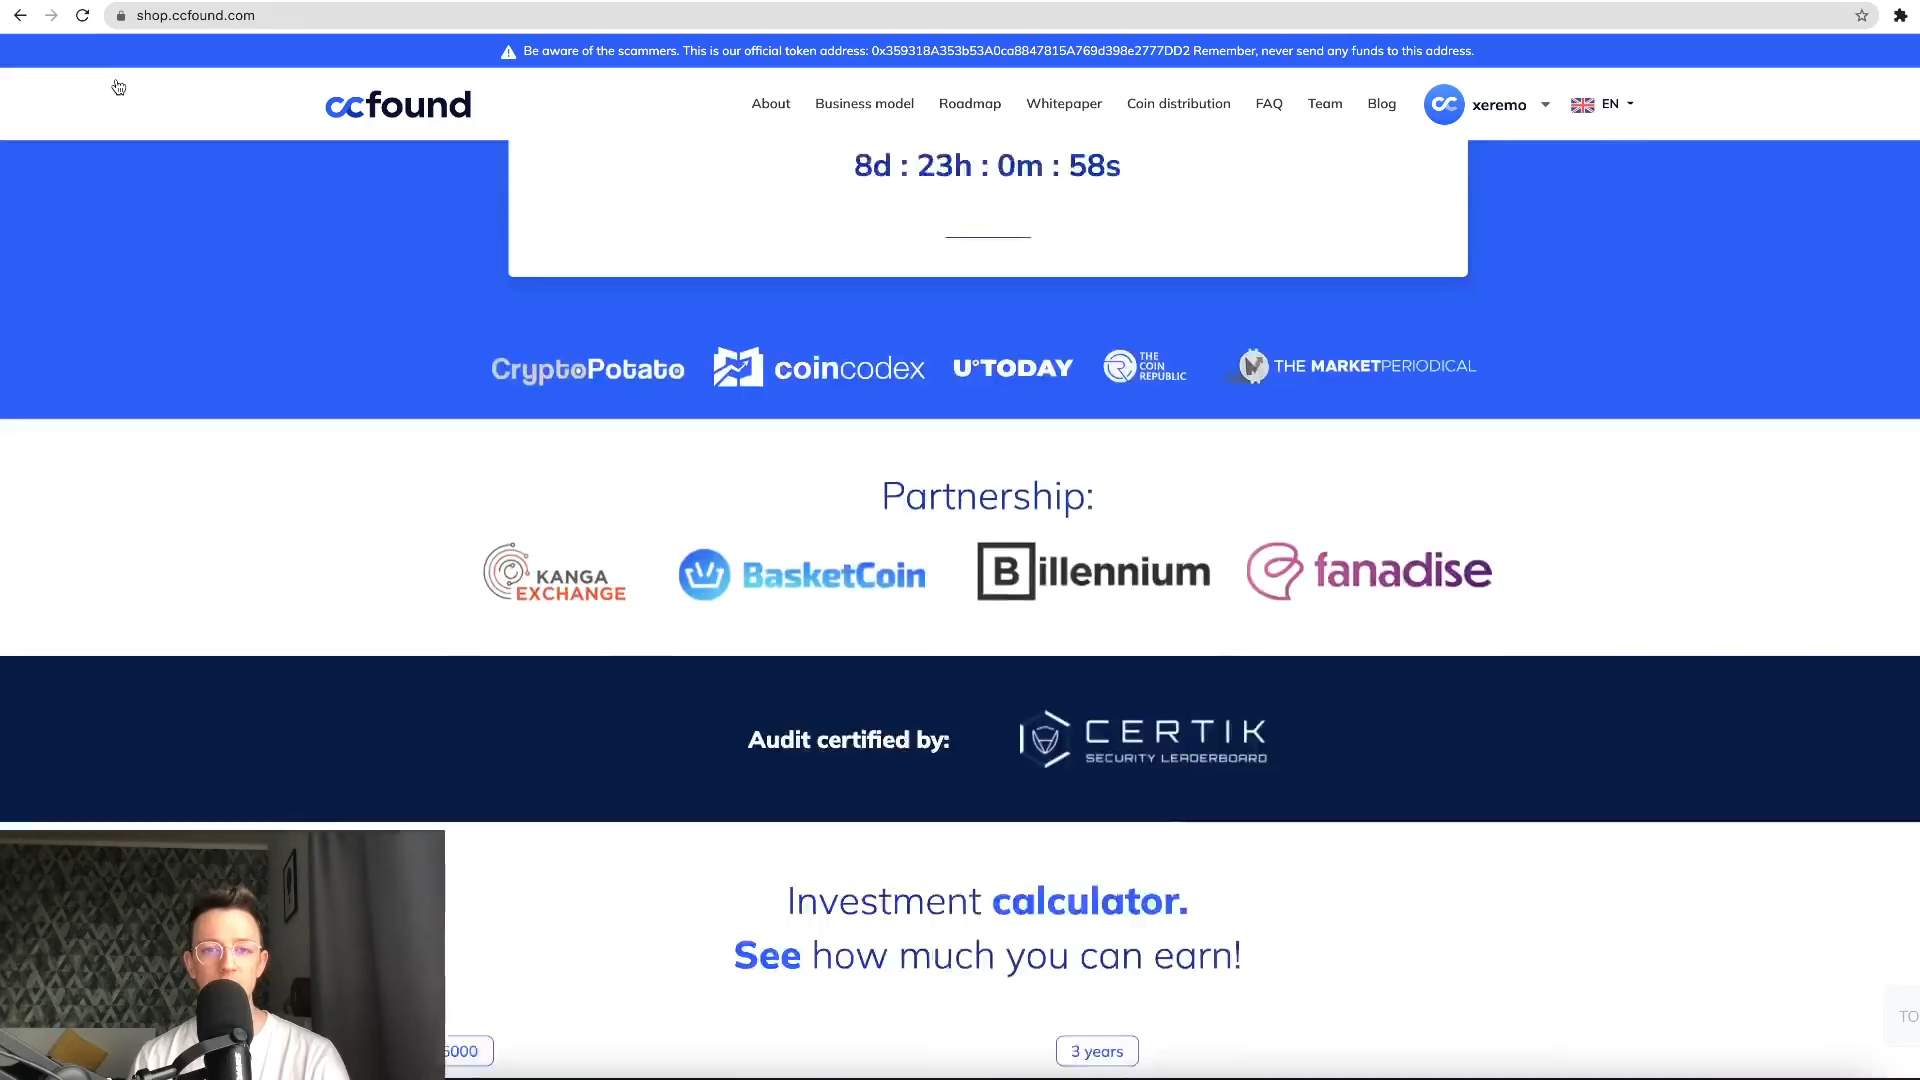 shop.ccfound.com
Be aware of the scammers. This is our official token address: 0x359318A353b53A0ca8847815A769d398e2777DD2 Remember, never send any funds to this address.
ccfound
About Business model Roadmap Whitepaper Coin distribution FAQ Team Blog xeremo EN
8d : 23h : 0m : 58s
CryptoPotato coincodex U°TODAY THE COIN REPUBLIC THE MARKETPERIODICAL
Partnership:
KANGA EXCHANGE BasketCoin Billennium fanadise
Audit certified by: CERTIK
SECURITY LEADERBOARD
Investment calculator.
See how much you can earn!
5000 3 years
TO